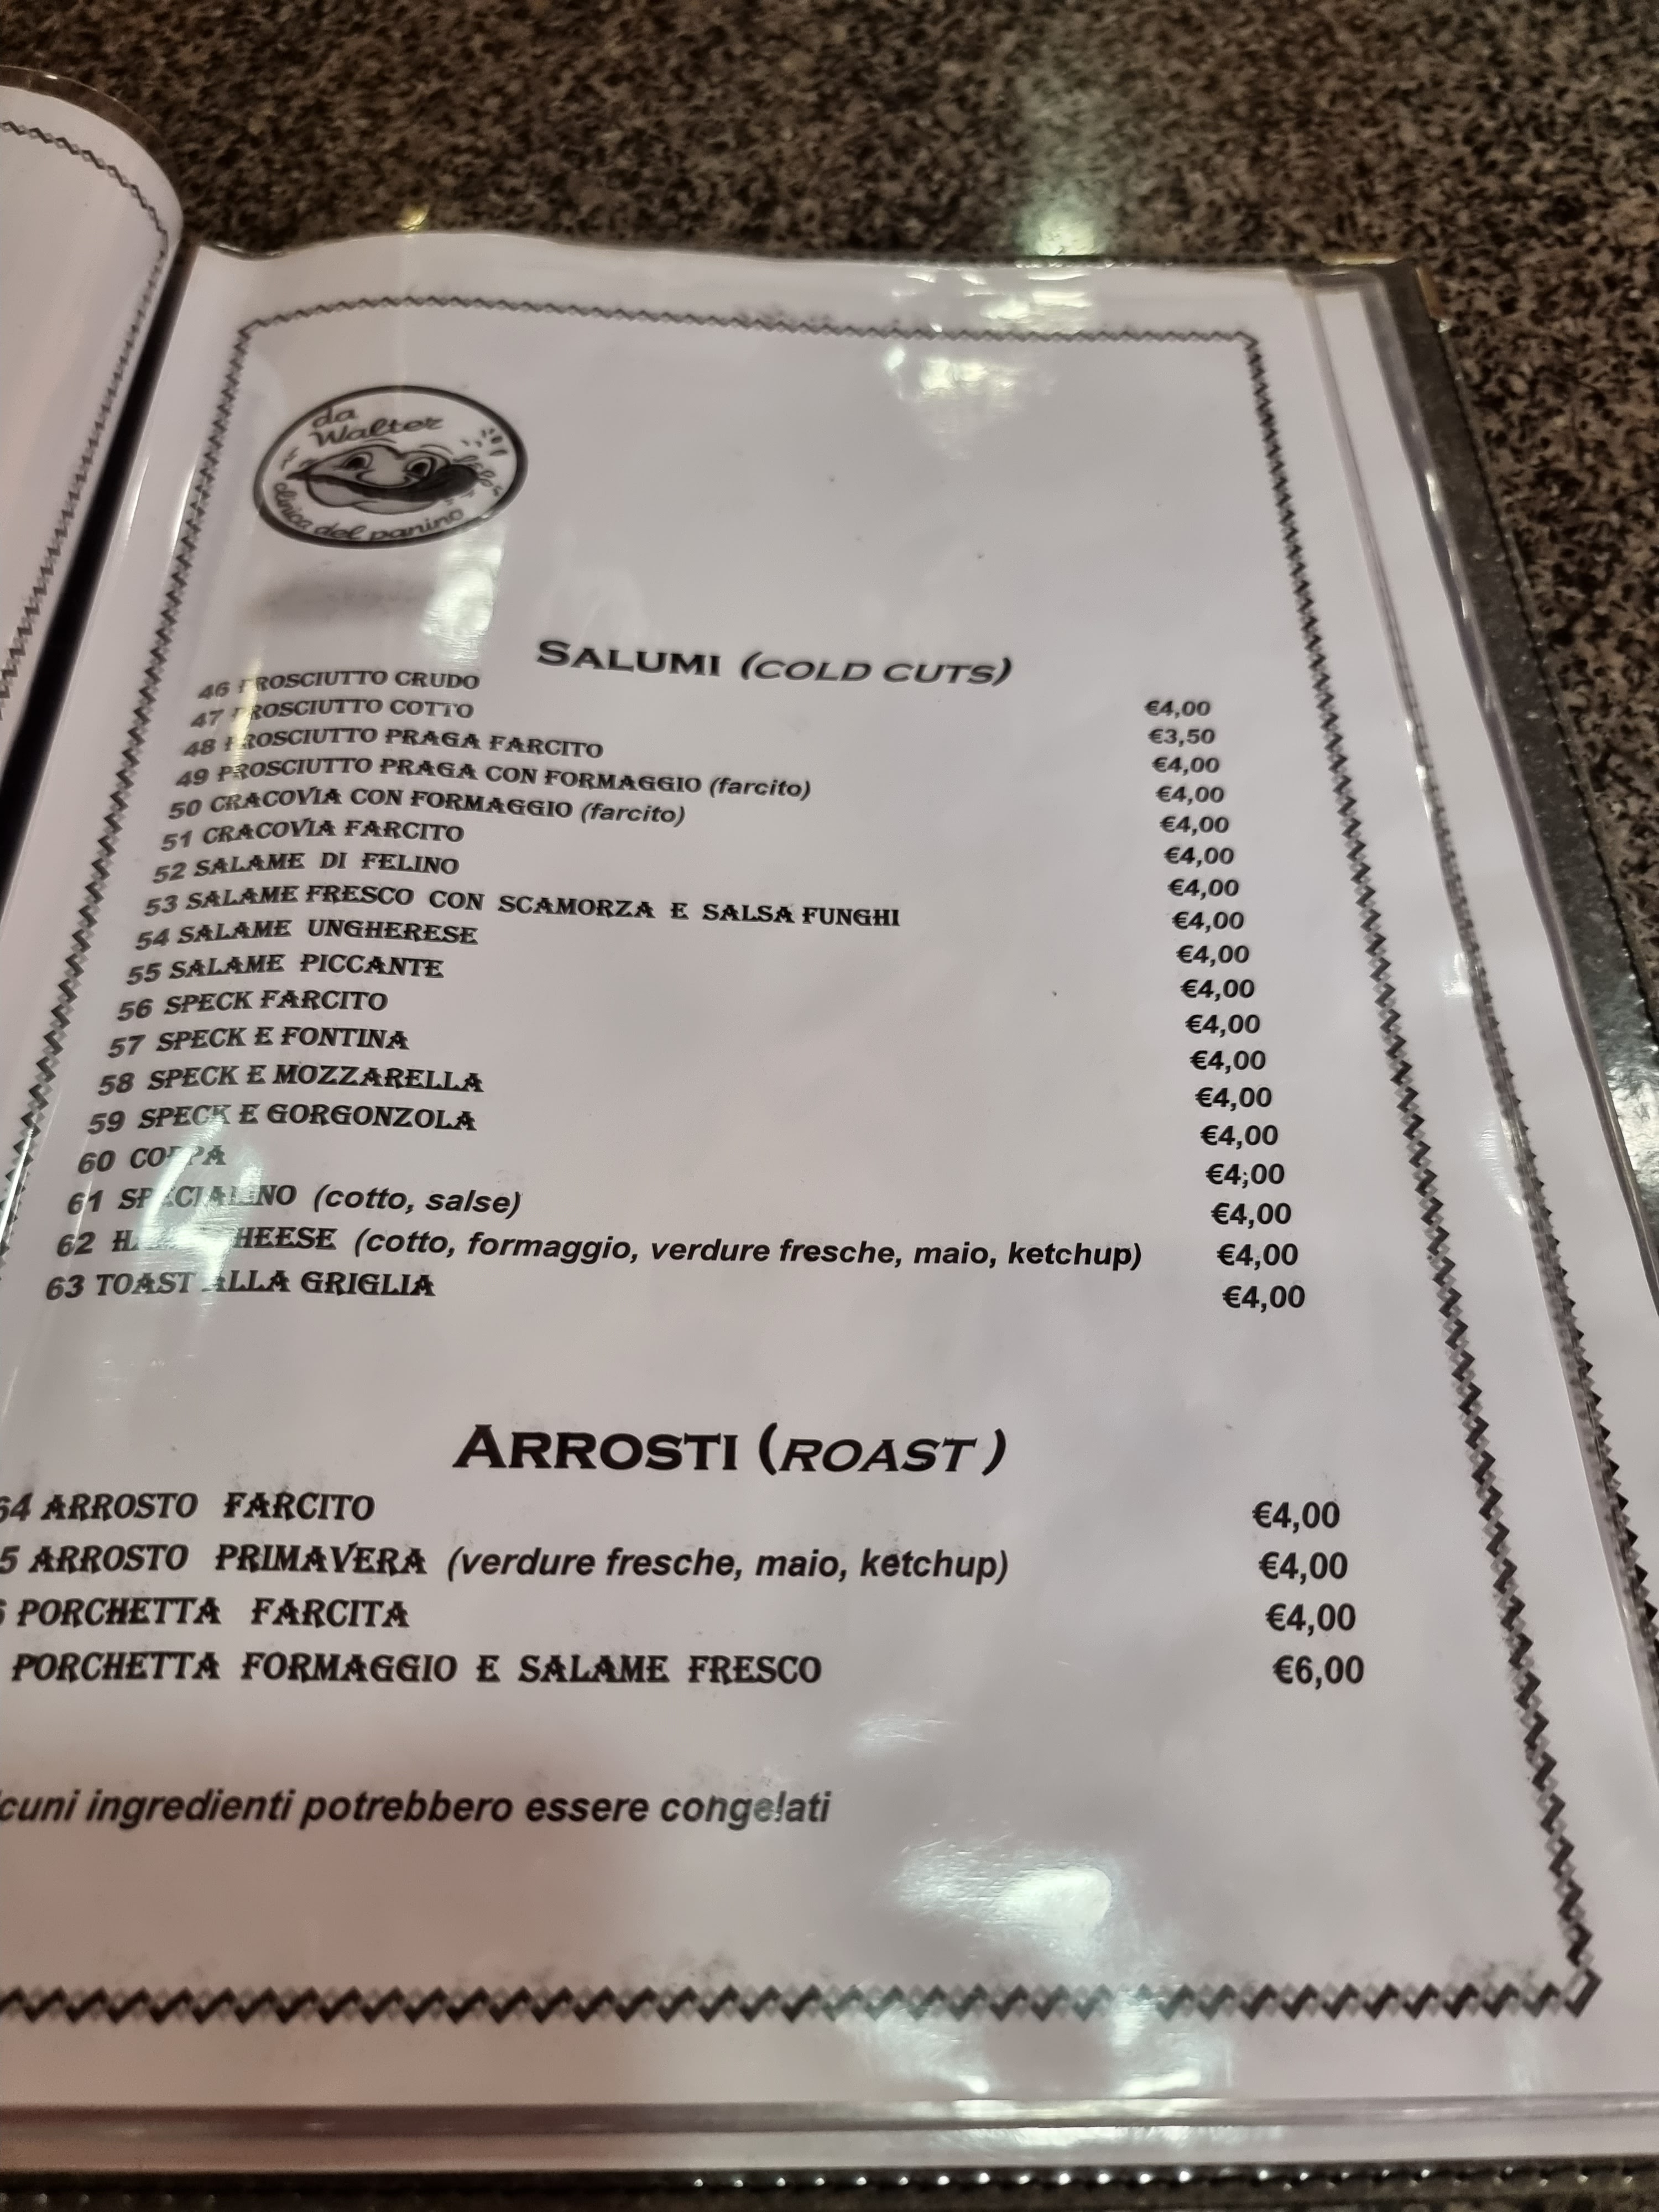 da
Walter
clinica del panino
SALUMI (COLD CUTS)
46 PROSCIUTTO CRUDO €4,00
47 PROSCIUTTO COTTO €3,50
48 PROSCIUTTO PRAGA FARCITO €4,00
49 PROSCIUTTO PRAGA CON FORMAGGIO (farcito) €4,00
50 CRACOVIA CON FORMAGGIO (farcito) €4,00
51 CRACOVIA FARCITO €4,00
52 SALAME DI FELINO €4,00
53 SALAME FRESCO CON SCAMORZA E SALSA FUNGHI €4,00
54 SALAME UNGHERESE €4,00
55 SALAME PICCANTE €4,00
56 SPECK FARCITO €4,00
57 SPECK E FONTINA €4,00
58 SPECK E MOZZARELLA €4,00
59 SPECK E GORGONZOLA €4,00
60 COPPA €4;00
61 SPECIALINO (cotto, salse) €4,00
62 HEESE (cotto, formaggio, verdure fresche, maio, ketchup) €4,00
63 TOAST ALLA GRIGLIA €4,00
ARROSTI (ROAST )
64 ARROSTO FARCITO €4,00
5 ARROSTO PRIMAVERA (verdure fresche, maio, ketchup) €4,00
6 PORCHETTA FARCITA €4,00
PORCHETTA FORMAGGIO E SALAME FRESCO €6,00
cuni ingredienti potrebbero essere congelati